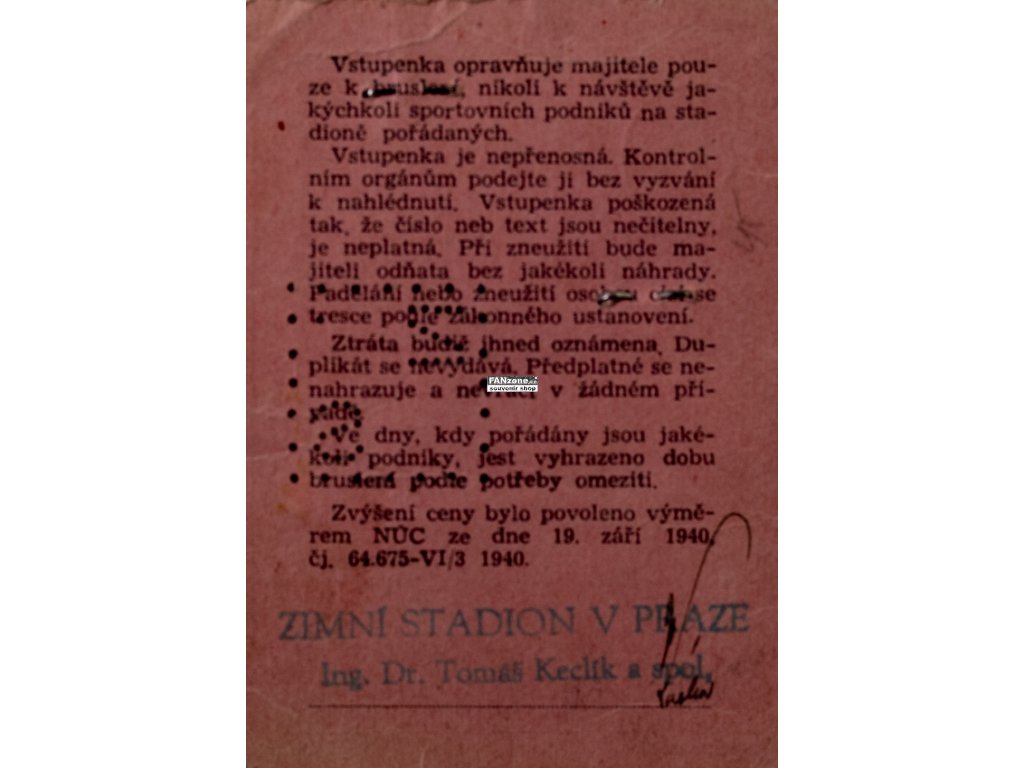 Vstupenka opravňuje majitele pou-
ze k bruslení, nikoli k návštěvě ja-
kýchkoli sportovních podniků na sta-
dioně pořádaných.
Vstupenka je nepřenosná. Kontrol-
ním orgánům podejte ji bez vyzvání
k nahlédnutí. Vstupenka poškozená
tak, že číslo neb text jsou nečitelny,
je neplatná. Při zneužití bude ma-
jiteli odňata bez jakékoli náhrady.
Padělání nebo zneužití osobou se
tresce podle zákonného ustanovení.
Ztráta budiž ihned oznámena. Du-
plikát se nevydává. Předplatné se ne-
nahrazuje a nevrací v žádném pří-
padě.
Ve dny, kdy pořádány jsou jaké-
koli podniky, jest vyhrazeno dobu
bruslení podle potřeby omeziti.
Zvýšení ceny bylo povoleno výmě-
rem NÚC ze dne 19. září 1940,
čj. 64.675-VI/3 1940.
ZIMNÍ STADION V PRAZE
Ing. Dr. Tomáš Keclík a spol.
FANzone.cz
souvenir shop